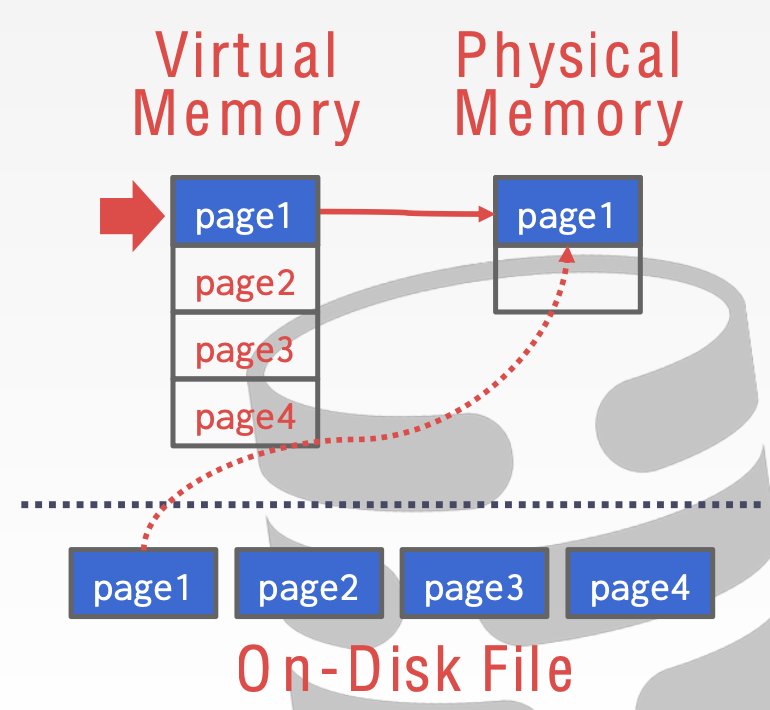 Virtual
Memory
Physical
Memory
page1
page2
page3
page4
page1
page1
page2
page3
page4
On-Disk File